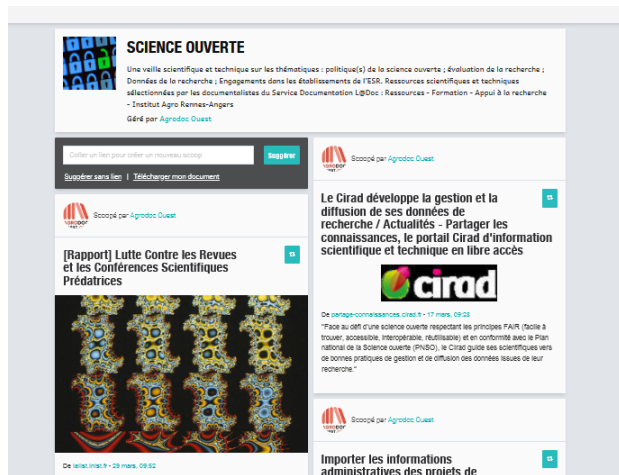 SCIENCE OUVERTE
Une veille scientifique et technique sur les thématiques : politique(s) de la science ouverte ; évaluation de la recherche ;
Données de la recherche ; Engagements dans les établissements de l'ESR. Ressources scientifiques et techniques
sélectionnées par les documentalistes du Service Documentation L@Doc : Ressources - Formation - Appui à la recherche
- Institut Agro Rennes-Angers
Géré par Agrodoc Ouest
Coller un lien pour créer un nouveau scoop
Suggérer
Suggérer sans lien | Télécharger mon document
Scoopé par Agrodoc Ouest
[Rapport] Lutte Contre les Revues
et les Conférences Scientifiques
Prédatrices
De istist.inist.fr - 29 mars, 09:52
Scoopé par Agrodoc Ouest
Le Cirad développe la gestion et la
diffusion de ses données de
recherche / Actualités - Partager les
connaissances, le portail Cirad d'information
scientifique et technique en libre accès
cirad
De partage-connaissances.cirad.fr - 17 mars, 09:23
"Face au défi d'une science ouverte respectant les principes FAIR (facile à
trouver, accessible, interopérable, réutilisable) et en conformité avec le Plan
national de la Science ouverte (PNSO), le Cirad guide ses scientifiques vers
de bonnes pratiques de gestion et de diffusion des données issues de leur
recherche."
Scoopé par Agrodoc Ouest
Importer les informations
administratives des projets de